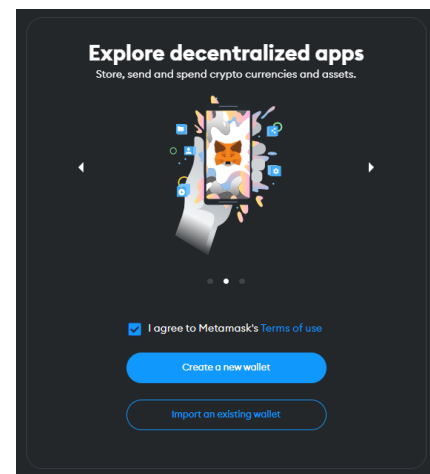 Explore decentralized apps
Store, send and spend crypto currencies and assets.
I agree to Metamask's Terms of use
Create a new wallet
Import an existing wallet